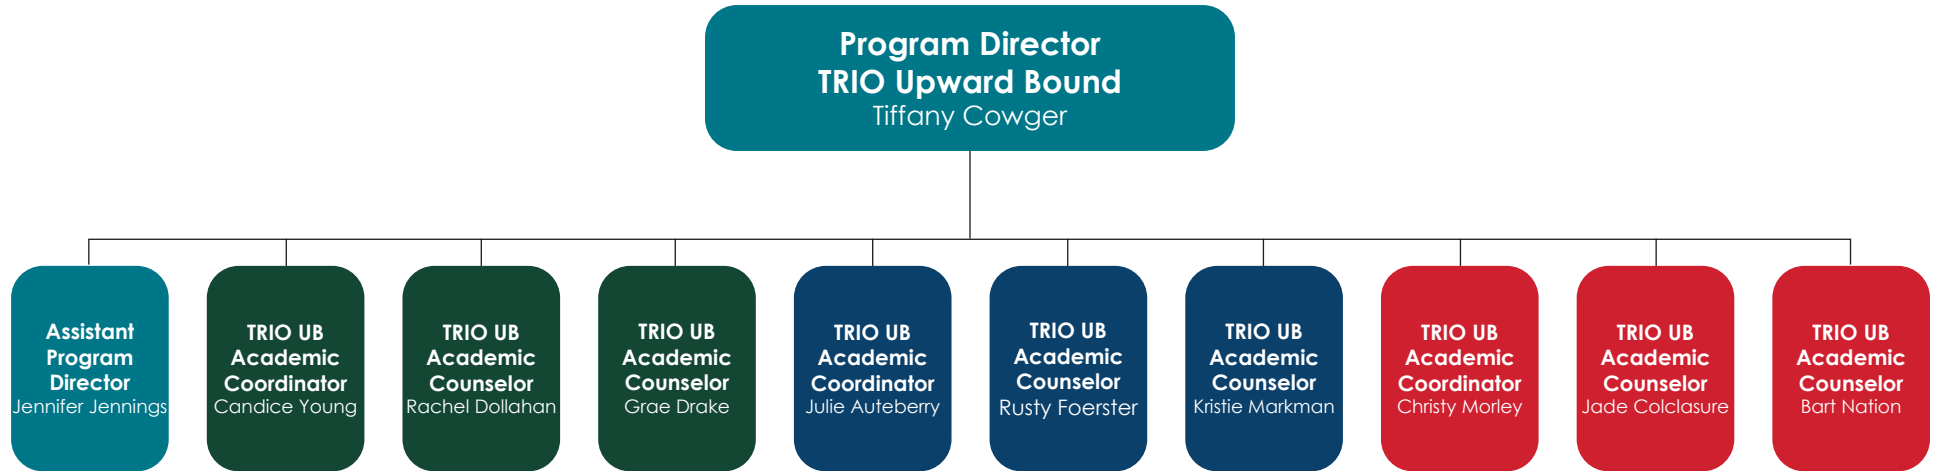 Program Director
TRIO Upward Bound
Tiffany Cowger
Assistant
Program
Director
Jennifer Jennings
TRIO UB
Academic
Coordinator
Candice Young
TRIO UB
Academic
Counselor
Rachel Dollahan
TRIO UB
Academic
Counselor
Grae Drake
TRIO UB
Academic
Coordinator
Julie Auteberry
TRIO UB
Academic
Counselor
Rusty Foerster
TRIO UB
Academic
Counselor
Kristie Markman
TRIO UB
Academic
Coordinator
Christy Morley
TRIO UB
Academic
Counselor
Jade Colclasure
TRIO UB
Academic
Counselor
Bart Nation